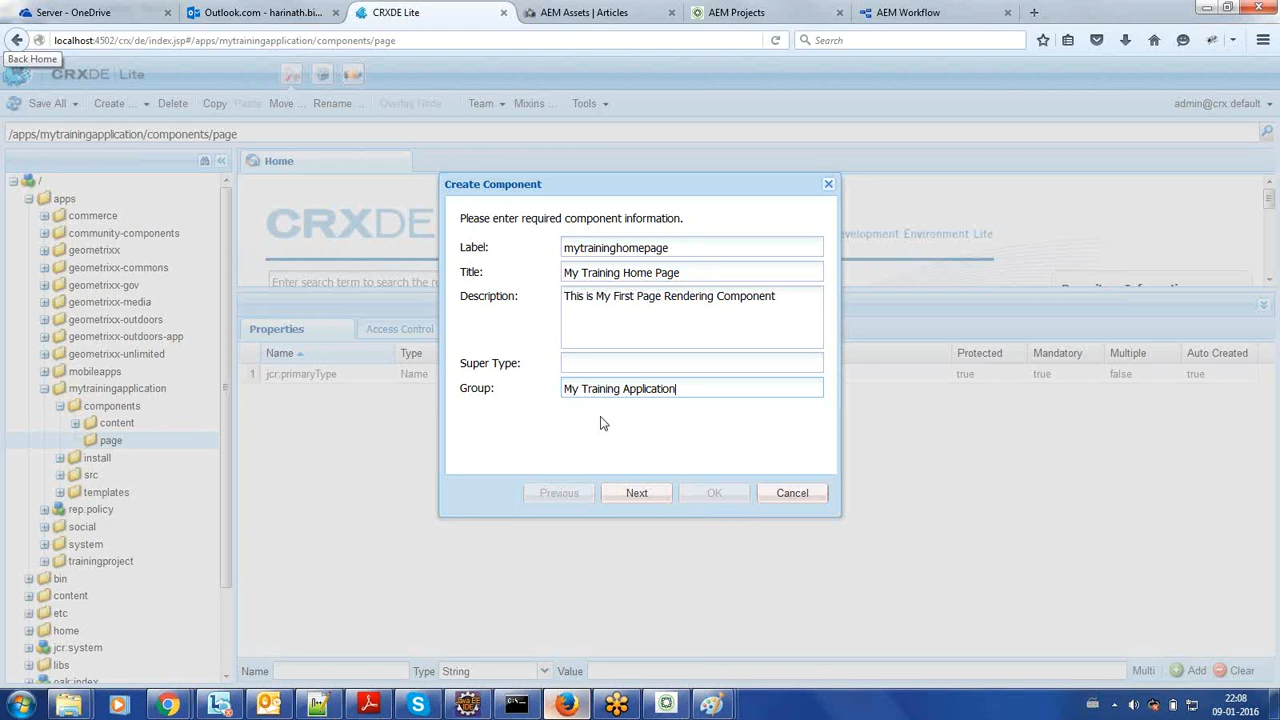 Server - OneDrive
Outlook.com - harinath.bi...
CRXDE Lite
AEM Assets | Articles
AEM Projects
AEM Workflow
localhost:4502/crx/de/index.jsp#/apps/mytrainingapplication/components/page
Search
Back Home
CRXDE | Lite
Save All
Create ...
Delete
Copy
Paste
Move ...
Rename ...
Overlay Node
Team
Mixins ...
Tools
admin@crx.default
/apps/mytrainingapplication/components/page
Home
/
apps
commerce
community-components
geometrixx
geometrixx-commons
geometrixx-gov
geometrixx-media
geometrixx-outdoors
geometrixx-outdoors-app
geometrixx-unlimited
mobileapps
mytrainingapplication
components
content
page
install
src
templates
rep:policy
social
system
trainingproject
bin
content
etc
home
jcr:system
libs
oak:index
CRXDE
Development Environment Lite
Enter search term to search the re
Create Component
Please enter required component information.
Label: mytraininghomepage
Title: My Training Home Page
Description: This is My First Page Rendering Component
Super Type:
Group: My Training Application
Previous
Next
OK
Cancel
Properties
Access Control
Name Type Protected Mandatory Multiple Auto Created
1 jcr:primaryType Name true true false true
Name Type String Value Multi Add Clear
22:08
09-01-2016